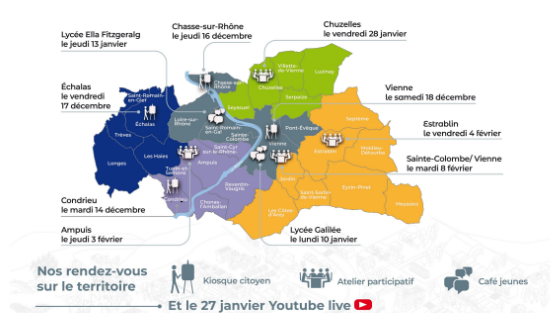 Chuzelles
le vendredi 28 janvier
Chasse-sur-Rhône
le jeudi 16 décembre
Lycée Ella Fitzgeralg
le jeudi 13 janvier
Échalas
le vendredi
17 décembre
Vienne
le samedi 18 décembre
Estrablin
le vendredi 4 février
Sainte-Colombe/ Vienne
le mardi 8 février
Condrieu
le mardi 14 décembre
Ampuis
le jeudi 3 février
Lycée Galilée
le lundi 10 janvier
Villette-
de-Vienne
Luzinay
Chasse-sur-
Rhône
Chuzelles
Serpaize
Seyssuel
Saint-Romain-
en-Gier
Échalas
Loire-sur-
Rhône
Saint-Romain-
en-Gal
Sainte-
Colombe
Trèves
Pont-Évêque
Vienne
Septème
Estrablin
Moidieu-
Détourbe
Longes
Les Haies
Saint-Cyr
sur-le-Rhône
Ampuis
Tupin-et-
Semons
Condrieu
Reventin-
Vaugris
Chonas-
l'Amballan
Jardin
Saint-Sorlin-
de-Vienne
Eyzin-Pinet
Meyssiez
Les Côtes-
d'Arey
Nos rendez-vous
sur le territoire
Kiosque citoyen
Atelier participatif
Café jeunes
Et le 27 janvier Youtube live